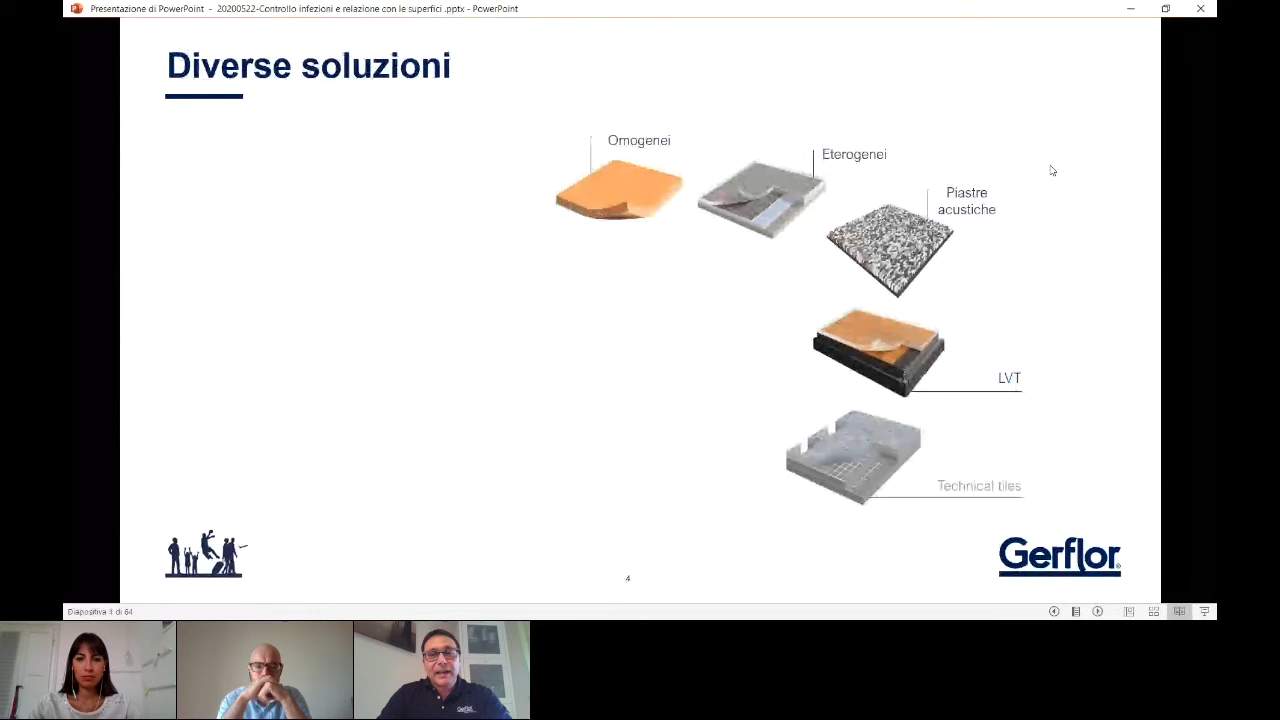 Presentazione di PowerPoint - 20200522-Controllo infezioni e relazione con le superfici .pptx - PowerPoint
Diverse soluzioni
Omogenei
Eterogenei
Piastre
acustiche
LVT
Technical tiles
Gerflor
4
Diapositiva 4 di 64
Gerflor